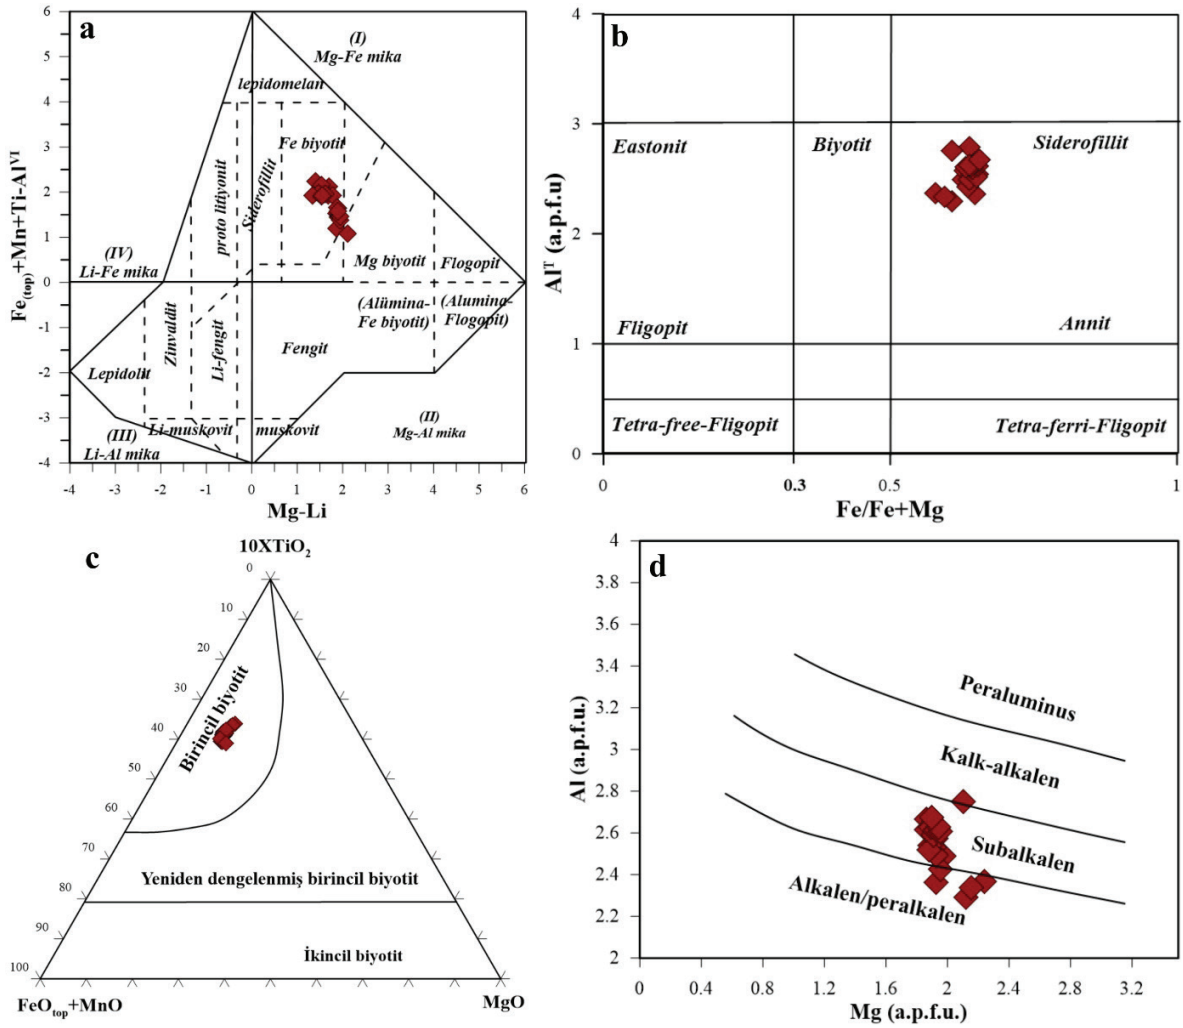 a
6
5
4
3
2
1
0
-1
-2
-3
-4
Fe(top)+Mn+Ti-AlVI
(I)
Mg-Fe mika
lepidomelan
Fe biyotit
proto litiyonit
Siderofillit
(IV)
Li-Fe mika
Mg biyotit
Flogopit
(Alümina-
Fe biyotit)
(Alumina-
Flogopit)
Zinvaldit
Li-fengit
Fengit
Lepidolit
(III)
Li-Al mika
Li-muskovit
muskovit
(II)
Mg-Al mika
-4 -3 -2 -1 0 1 2 3 4 5 6
Mg-Li
b
4
3
2
1
0
AlT (a.p.f.u)
Eastonit
Biyotit
Siderofillit
Fligopit
Annit
Tetra-free-Fligopit
Tetra-ferri-Fligopit
0 0.3 0.5 1
Fe/Fe+Mg
c
10XTiO2
0
10
20
30
40
50
60
70
80
90
100
Birincil biyotit
Yeniden dengelenmiş birincil biyotit
İkincil biyotit
FeOtop+MnO
MgO
d
4
3.8
3.6
3.4
3.2
3
2.8
2.6
2.4
2.2
2
Al (a.p.f.u.)
Peraluminus
Kalk-alkalen
Subalkalen
Alkalen/peralkalen
0 0.4 0.8 1.2 1.6 2 2.4 2.8 3.2
Mg (a.p.f.u.)